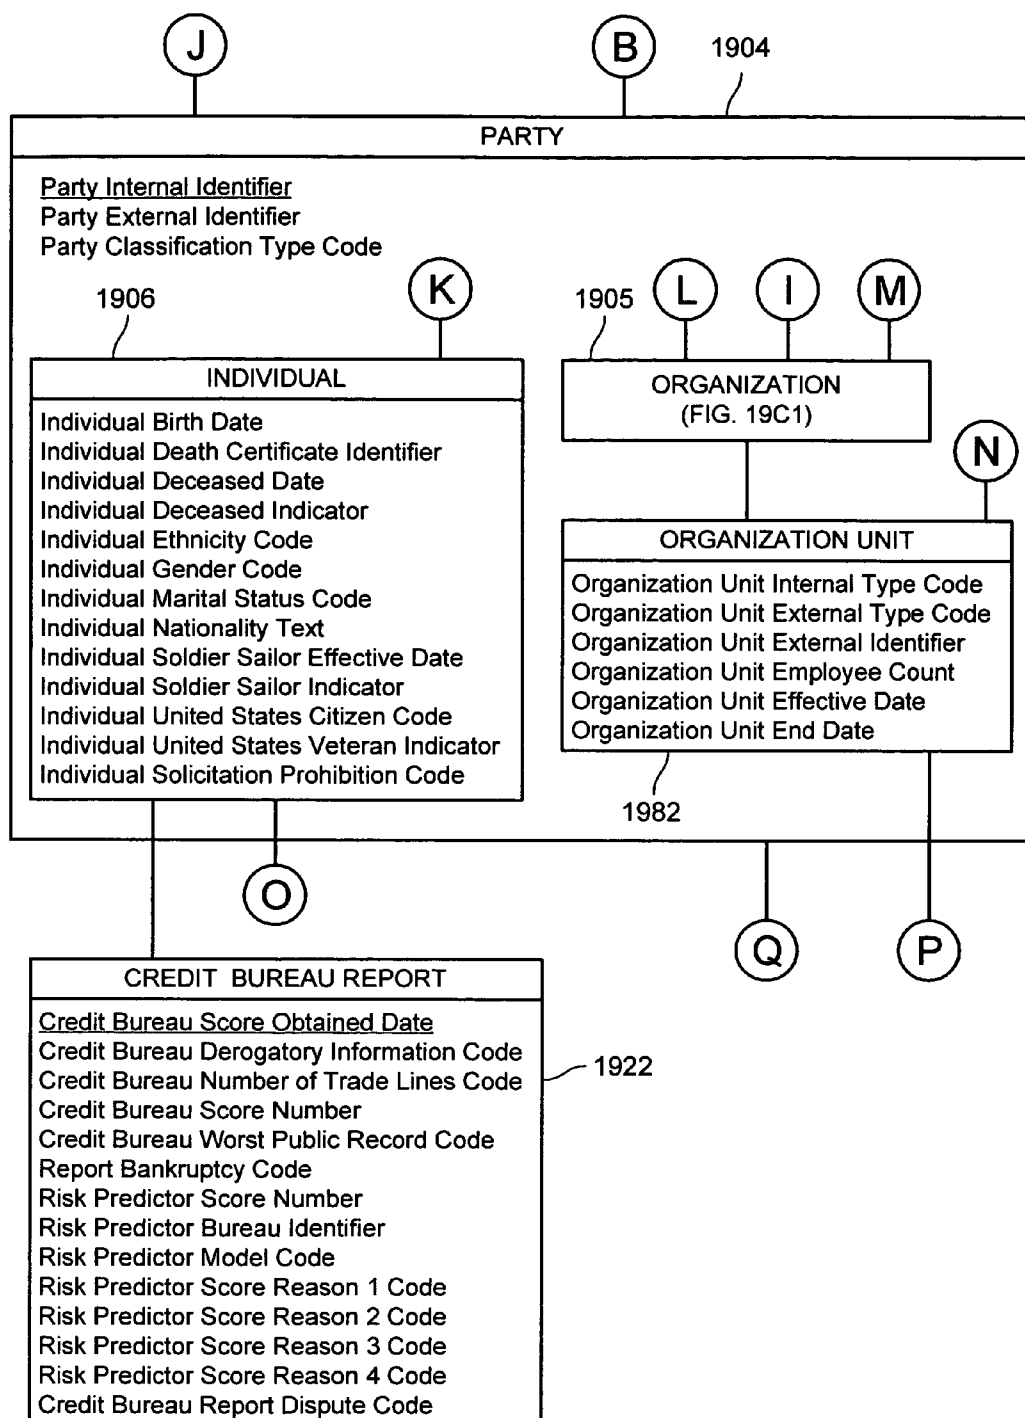 J
B
1904
PARTY
Party Internal Identifier
Party External Identifier
Party Classification Type Code
1906
K
1905
L
I
M
INDIVIDUAL
Individual Birth Date
Individual Death Certificate Identifier
Individual Deceased Date
Individual Deceased Indicator
Individual Ethnicity Code
Individual Gender Code
Individual Marital Status Code
Individual Nationality Text
Individual Soldier Sailor Effective Date
Individual Soldier Sailor Indicator
Individual United States Citizen Code
Individual United States Veteran Indicator
Individual Solicitation Prohibition Code
ORGANIZATION
(FIG. 19C1)
N
ORGANIZATION UNIT
Organization Unit Internal Type Code
Organization Unit External Type Code
Organization Unit External Identifier
Organization Unit Employee Count
Organization Unit Effective Date
Organization Unit End Date
1982
O
Q
P
CREDIT BUREAU REPORT
Credit Bureau Score Obtained Date
Credit Bureau Derogatory Information Code
Credit Bureau Number of Trade Lines Code
Credit Bureau Score Number
Credit Bureau Worst Public Record Code
Report Bankruptcy Code
Risk Predictor Score Number
Risk Predictor Bureau Identifier
Risk Predictor Model Code
Risk Predictor Score Reason 1 Code
Risk Predictor Score Reason 2 Code
Risk Predictor Score Reason 3 Code
Risk Predictor Score Reason 4 Code
Credit Bureau Report Dispute Code
1922